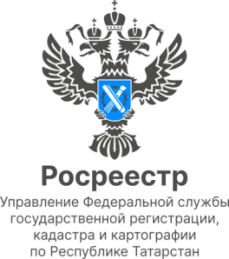 Росреестр
Управление Федеральной службы
государственной регистрации,
кадастра и картографии
по Республике Татарстан